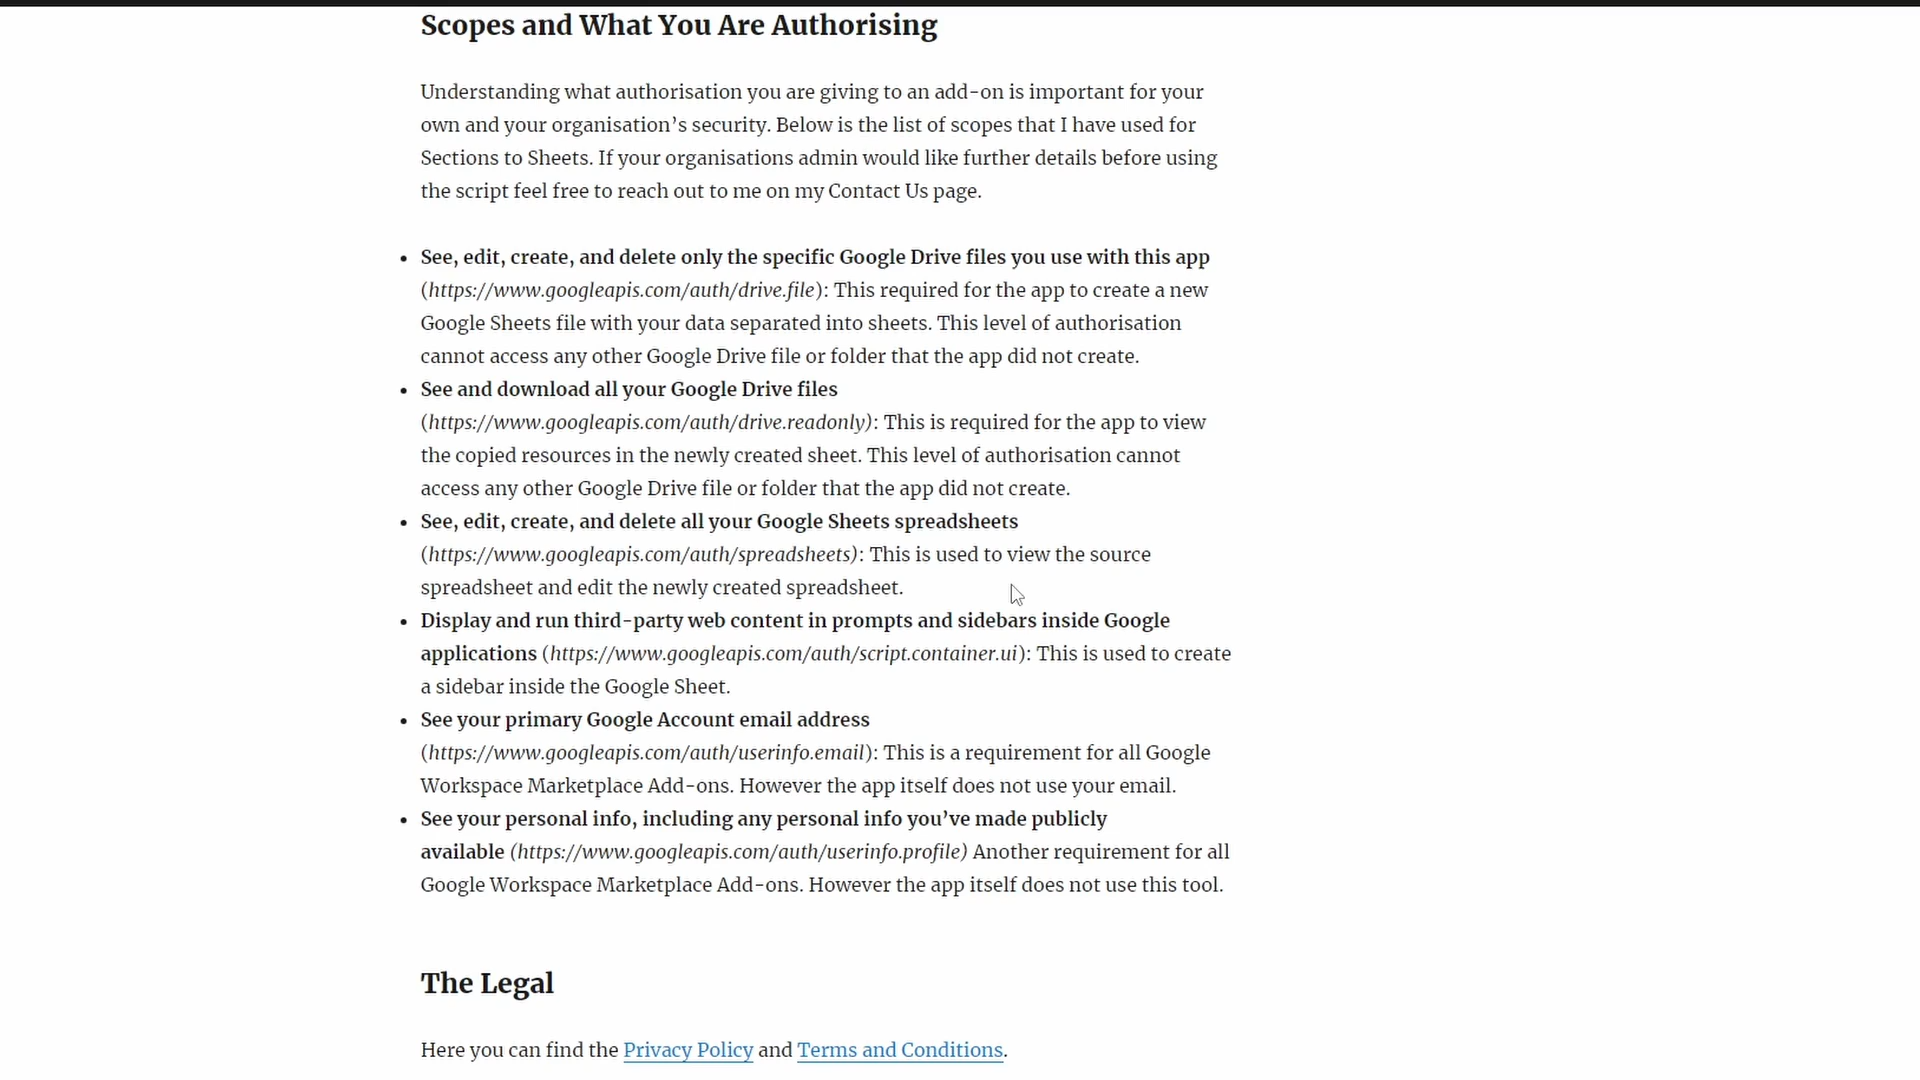 Scopes and What You Are Authorising
Understanding what authorisation you are giving to an add-on is important for your
own and your organisation’s security. Below is the list of scopes that I have used for
Sections to Sheets. If your organisations admin would like further details before using
the script feel free to reach out to me on my Contact Us page.
• See, edit, create, and delete only the specific Google Drive files you use with this app
(https://www.googleapis.com/auth/drive.file): This required for the app to create a new
Google Sheets file with your data separated into sheets. This level of authorisation
cannot access any other Google Drive file or folder that the app did not create.
• See and download all your Google Drive files
(https://www.googleapis.com/auth/drive.readonly): This is required for the app to view
the copied resources in the newly created sheet. This level of authorisation cannot
access any other Google Drive file or folder that the app did not create.
• See, edit, create, and delete all your Google Sheets spreadsheets
(https://www.googleapis.com/auth/spreadsheets): This is used to view the source
spreadsheet and edit the newly created spreadsheet.
• Display and run third-party web content in prompts and sidebars inside Google
applications (https://www.googleapis.com/auth/script.container.ui): This is used to create
a sidebar inside the Google Sheet.
• See your primary Google Account email address
(https://www.googleapis.com/auth/userinfo.email): This is a requirement for all Google
Workspace Marketplace Add-ons. However the app itself does not use your email.
• See your personal info, including any personal info you’ve made publicly
available (https://www.googleapis.com/auth/userinfo.profile) Another requirement for all
Google Workspace Marketplace Add-ons. However the app itself does not use this tool.
The Legal
Here you can find the Privacy Policy and Terms and Conditions.